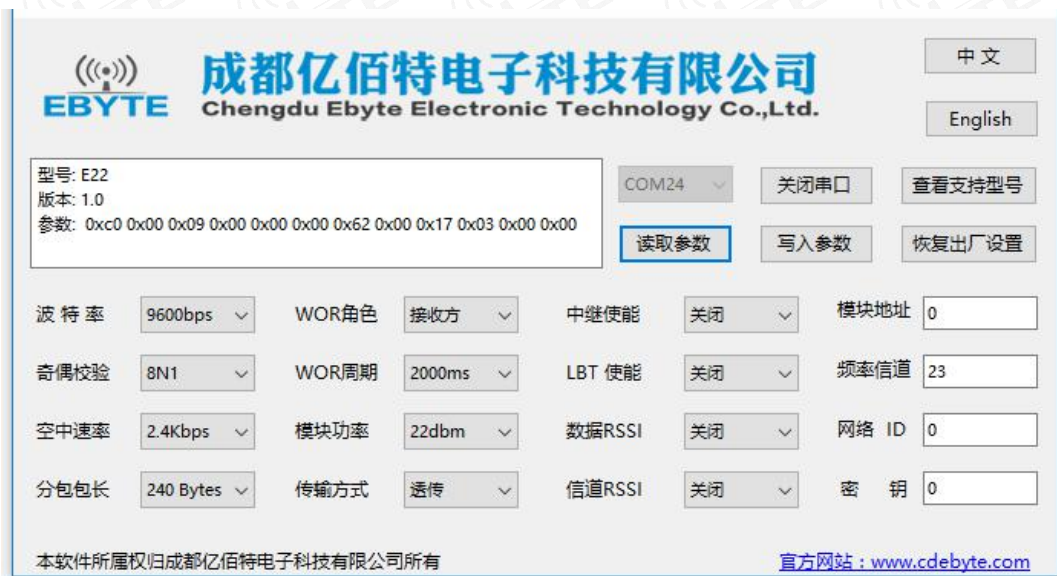 EBYTE
成都亿佰特电子科技有限公司
Chengdu Ebyte Electronic Technology Co.,Ltd.
中 文
English
型号: E22
版本: 1.0
参数: 0xc0 0x00 0x09 0x00 0x00 0x00 0x62 0x00 0x17 0x03 0x00 0x00
COM24 关闭串口 查看支持型号
读取参数 写入参数 恢复出厂设置
波 特 率 9600bps WOR角色 接收方 中继使能 关闭 模块地址 0
奇偶校验 8N1 WOR周期 2000ms LBT 使能 关闭 频率信道 23
空中速率 2.4Kbps 模块功率 22dbm 数据RSSI 关闭 网络 ID 0
分包包长 240 Bytes 传输方式 透传 信道RSSI 关闭 密 钥 0
本软件所属权归成都亿佰特电子科技有限公司所有 官方网站：www.cdebyte.com